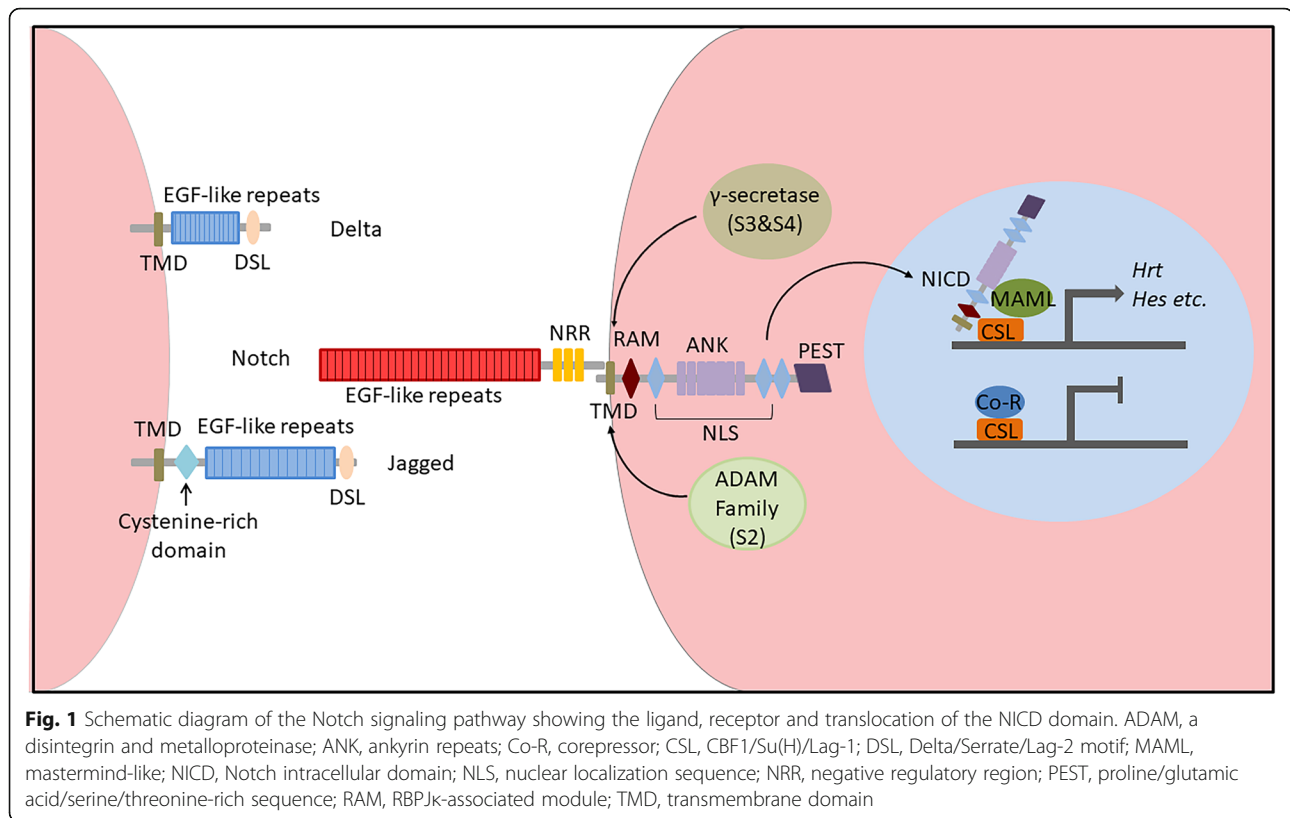 EGF-like repeats
Delta
TMD
DSL
γ-secretase
(S3&S4)
NICD
MAML
CSL
Hrt
Hes etc.
Notch
EGF-like repeats
NRR
RAM
ANK
PEST
TMD
NLS
Co-R
CSL
TMD
EGF-like repeats
Jagged
DSL
Cystenine-rich
domain
ADAM
Family
(S2)
Fig. 1 Schematic diagram of the Notch signaling pathway showing the ligand, receptor and translocation of the NICD domain. ADAM, a
disintegrin and metalloproteinase; ANK, ankyrin repeats; Co-R, corepressor; CSL, CBF1/Su(H)/Lag-1; DSL, Delta/Serrate/Lag-2 motif; MAML,
mastermind-like; NICD, Notch intracellular domain; NLS, nuclear localization sequence; NRR, negative regulatory region; PEST, proline/glutamic
acid/serine/threonine-rich sequence; RAM, RBPJκ-associated module; TMD, transmembrane domain